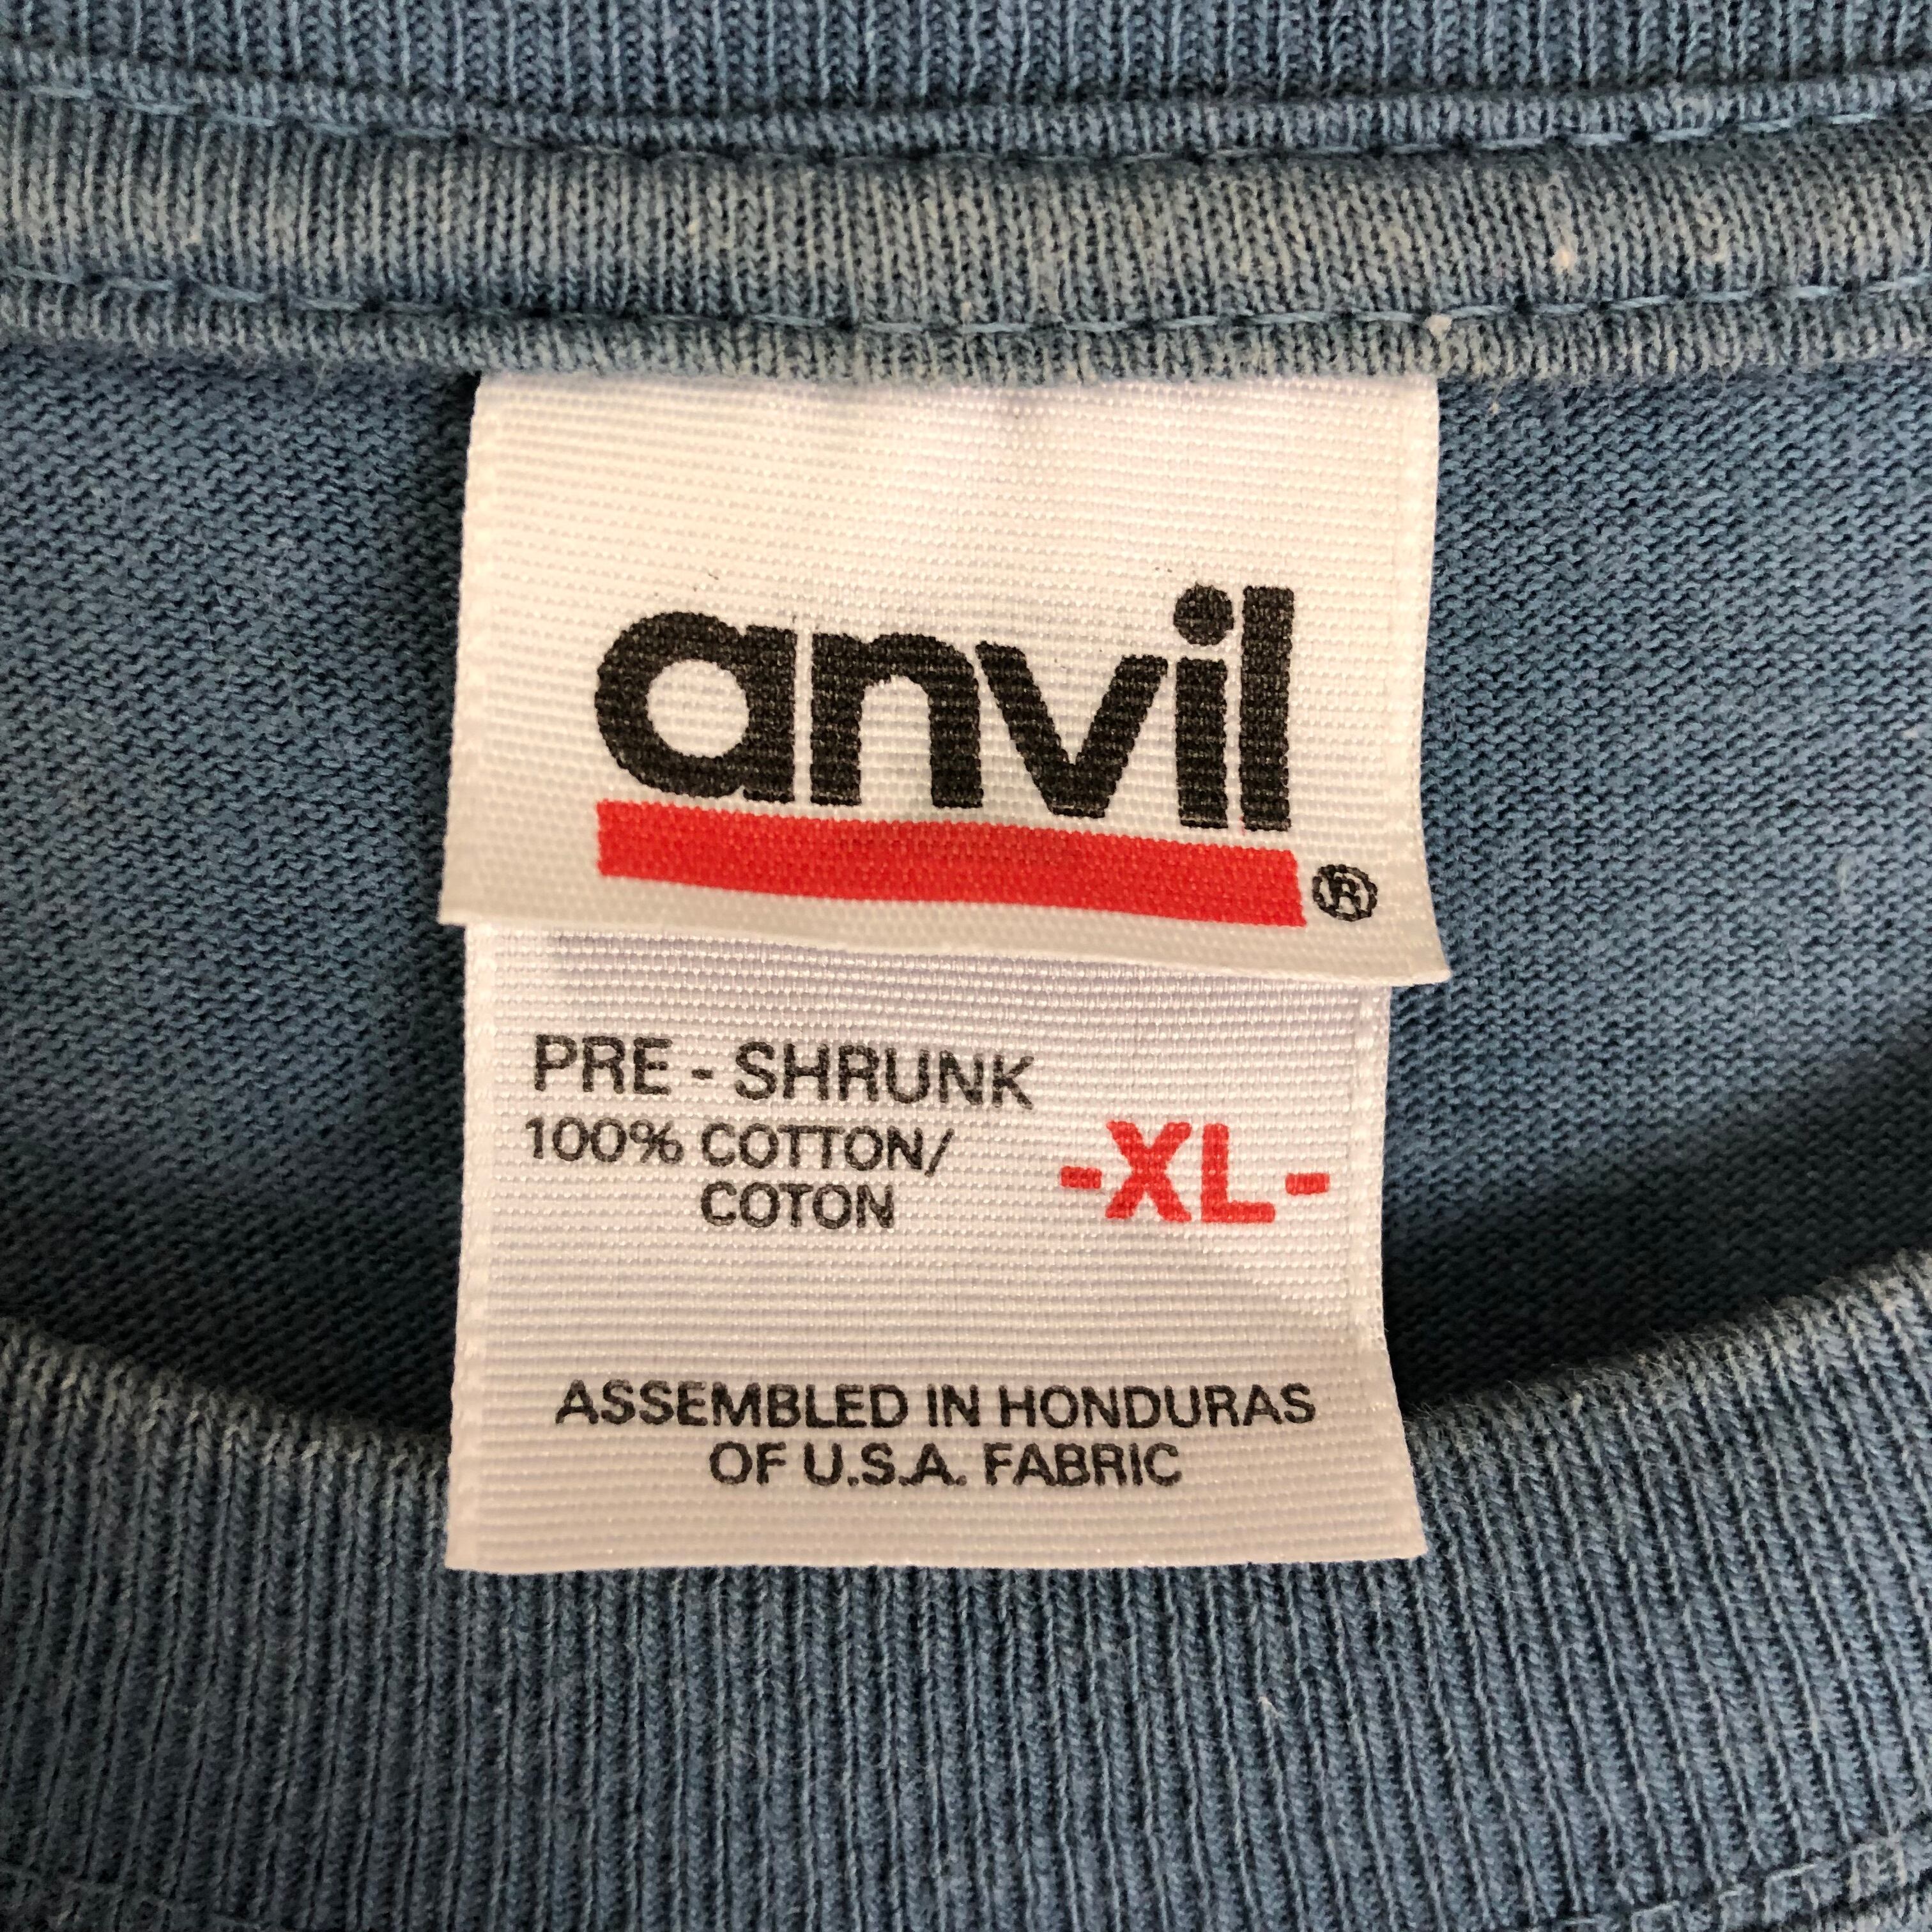 anvil®
PRE - SHRUNK
100% COTTON/
COTON
-XL-
ASSEMBLED IN HONDURAS
OF U.S.A. FABRIC